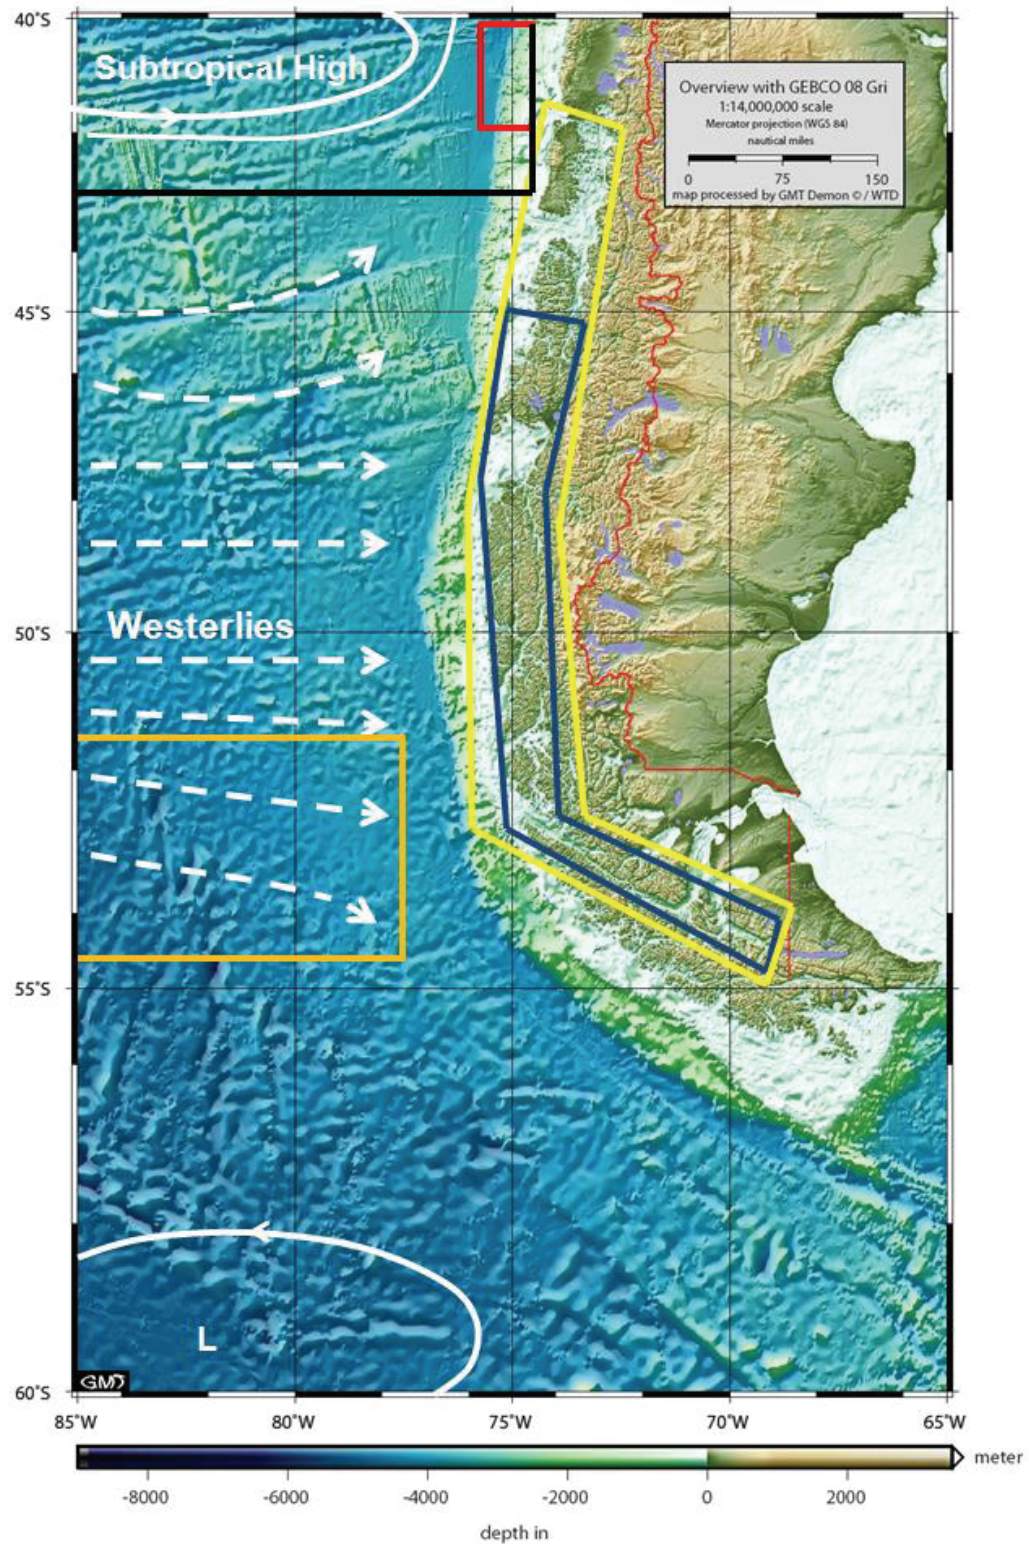 40°S
Subtropical High
Overview with GEBCO 08 Gri
1:14,000,000 scale
Mercator projection (WGS 84)
nautical miles
0 75 150
map processed by GMT Demon © / WTD
45°S
Westerlies
50°S
55°S
L
GMT
60°S
85°W 80°W 75°W 70°W 65°W
meter
-8000 -6000 -4000 -2000 0 2000
depth in